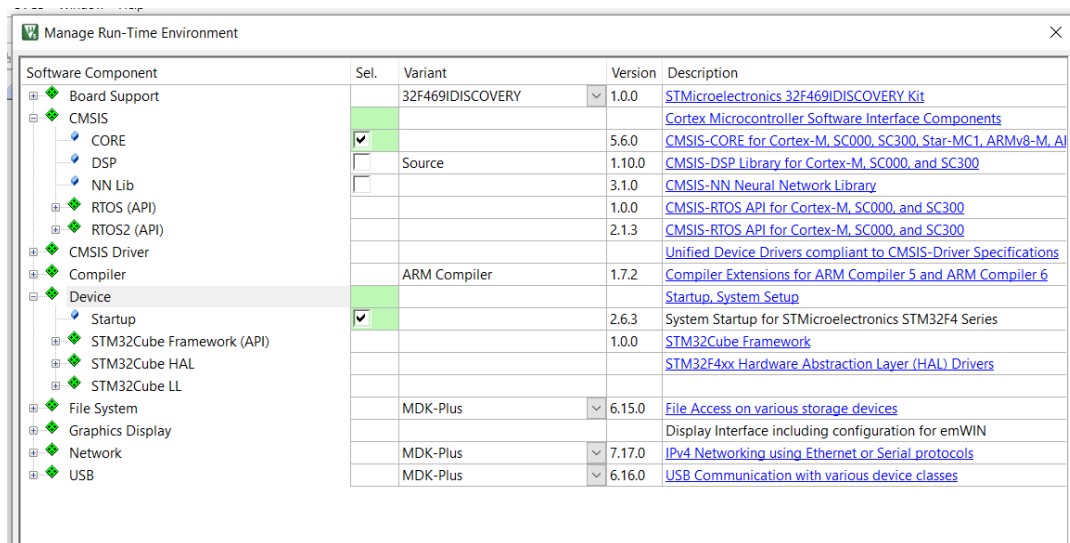 Manage Run-Time Environment
Software Component Sel. Variant Version Description
Board Support 32F469IDISCOVERY 1.0.0 STMicroelectronics 32F469IDISCOVERY Kit
CMSIS Cortex Microcontroller Software Interface Components
CORE 5.6.0 CMSIS-CORE for Cortex-M, SC000, SC300, Star-MC1, ARMv8-M,
DSP Source 1.10.0 CMSIS-DSP Library for Cortex-M, SC000, and SC300
NN Lib 3.1.0 CMSIS-NN Neural Network Library
RTOS (API) 1.0.0 CMSIS-RTOS API for Cortex-M, SC000, and SC300
RTOS2 (API) 2.1.3 CMSIS-RTOS API for Cortex-M, SC000, and SC300
CMSIS Driver Unified Device Drivers compliant to CMSIS-Driver Specifications
Compiler ARM Compiler 1.7.2 Compiler Extensions for ARM Compiler 5 and ARM Compiler 6
Device Startup, System Setup
Startup 2.6.3 System Startup for STMicroelectronics STM32F4 Series
STM32Cube Framework (API) 1.0.0 STM32Cube Framework
STM32Cube HAL STM32F4xx Hardware Abstraction Layer (HAL) Drivers
STM32Cube LL
File System MDK-Plus 6.15.0 File Access on various storage devices
Graphics Display Display Interface including configuration for emWIN
Network MDK-Plus 7.17.0 IPv4 Networking using Ethernet or Serial protocols
USB MDK-Plus 6.16.0 USB Communication with various device classes